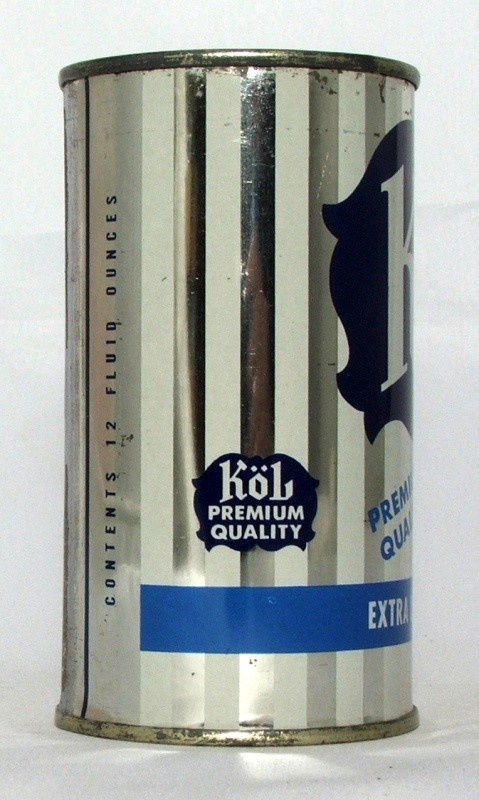 CONTENTS 12 FLUID OUNCES
KöL
PREMIUM
QUALITY
K
EXTRA